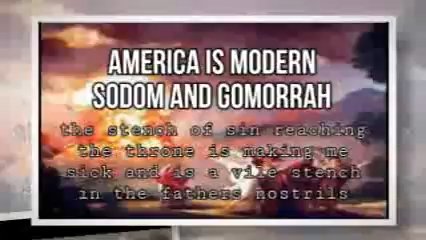 AMERICA IS MODERN
SODOM AND GOMORRAH
the stench of sin reaching
the throne is making me
sick and is a vile stench
in the fathers nostrils